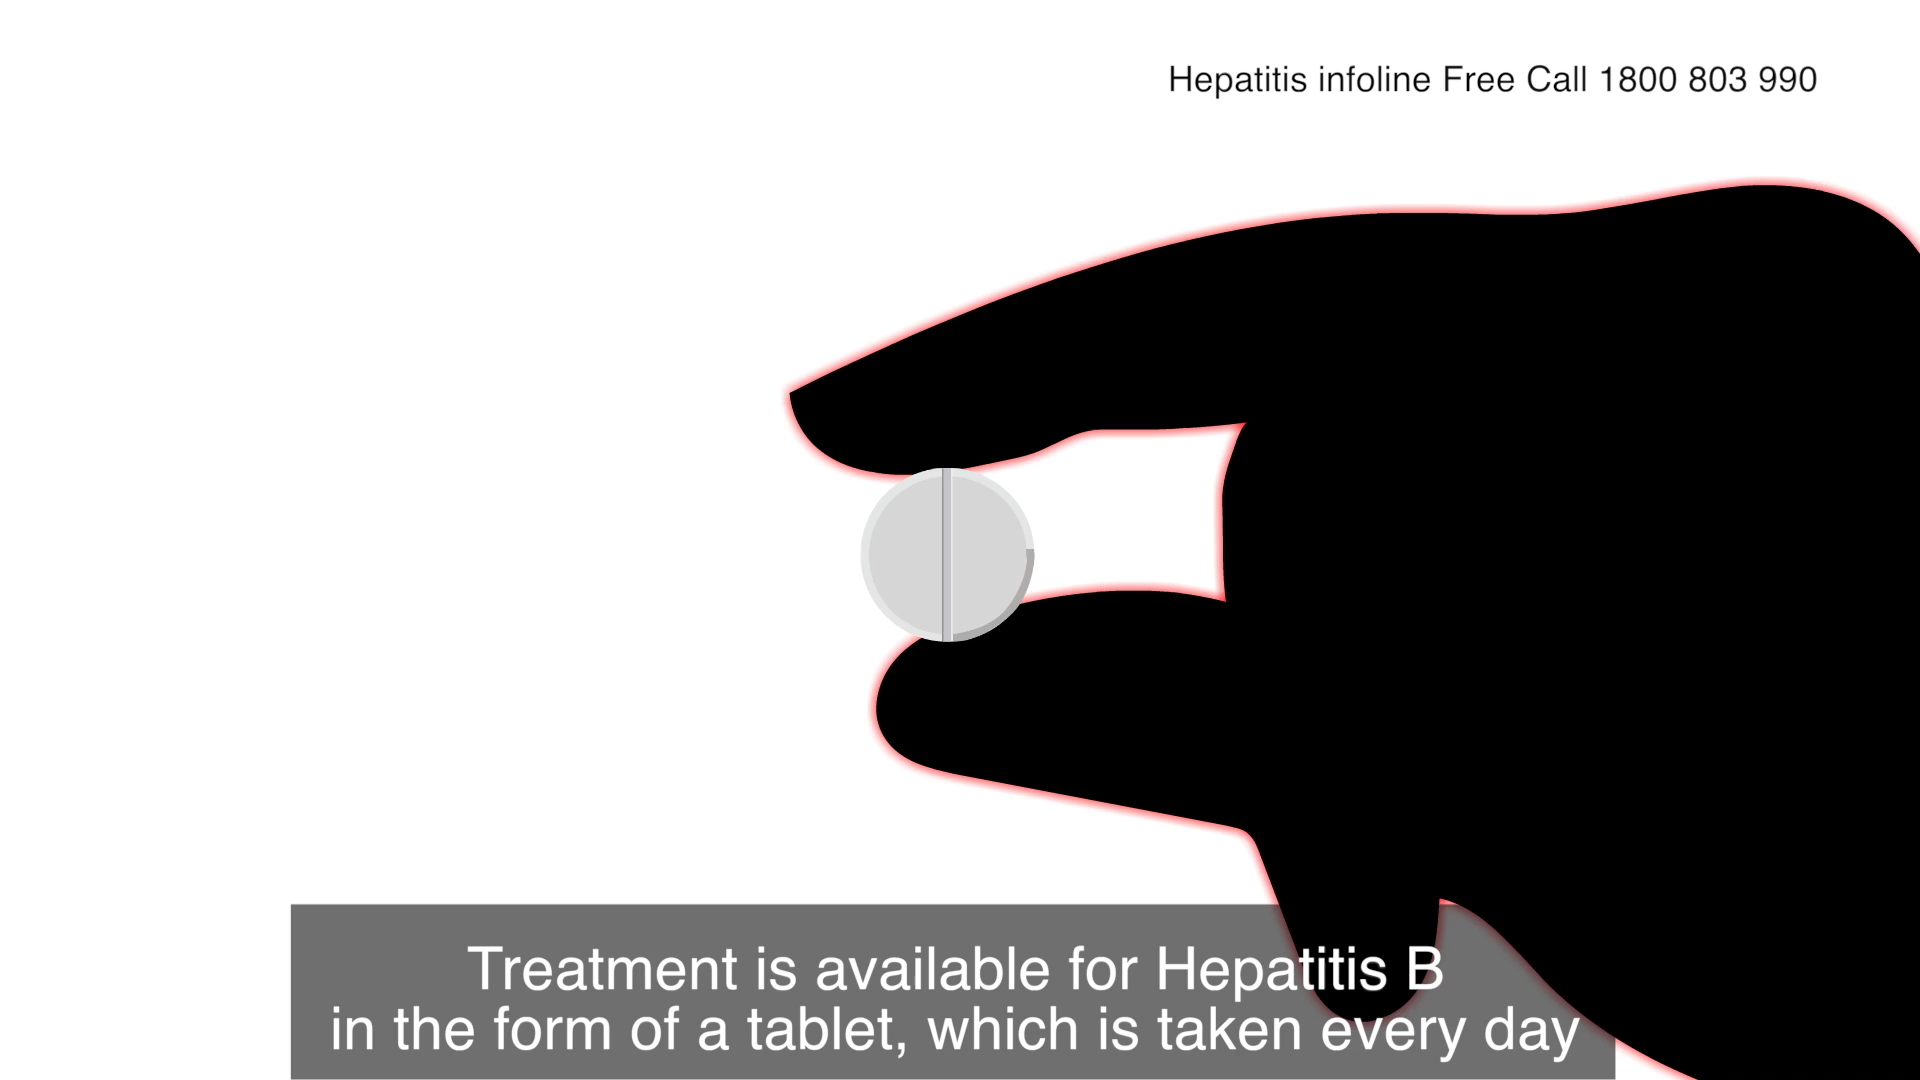 Hepatitis infoline Free Call 1800 803 990
Treatment is available for Hepatitis B
in the form of a tablet, which is taken every day